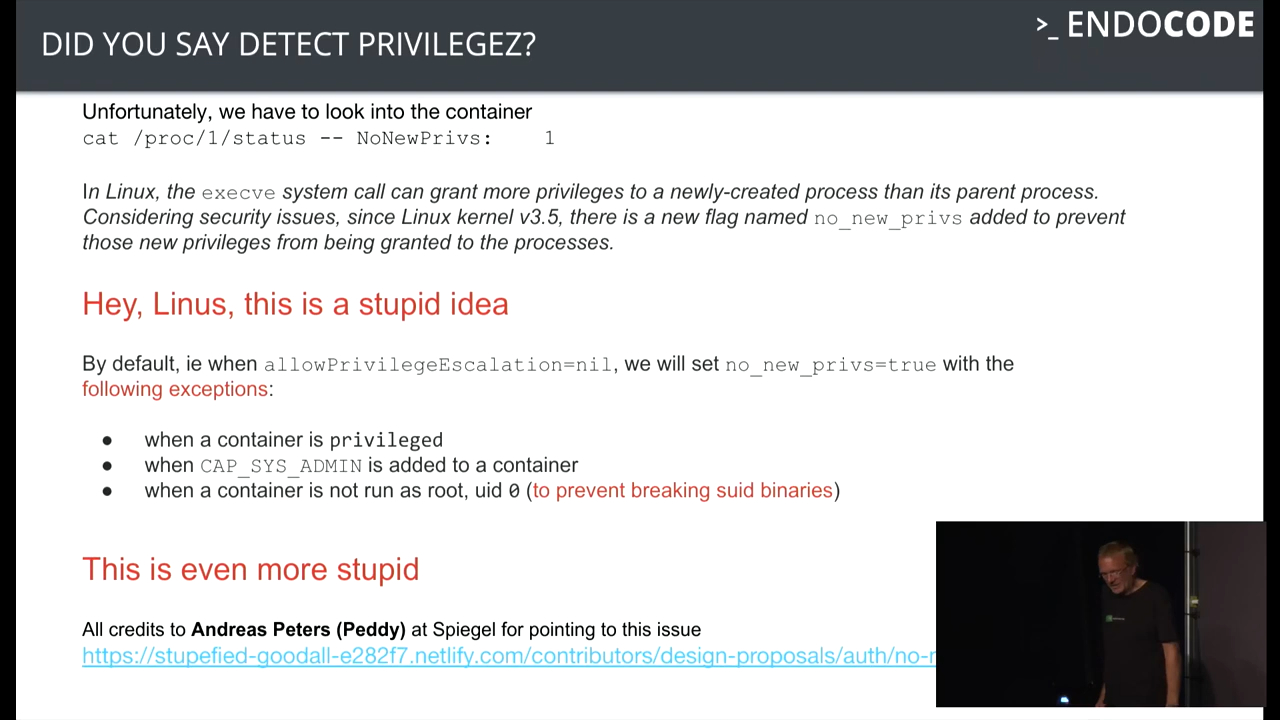 DID YOU SAY DETECT PRIVILEGEZ?
>_ ENDOCODE
Unfortunately, we have to look into the container
cat /proc/1/status -- NoNewPrivs: 1
In Linux, the execve system call can grant more privileges to a newly-created process than its parent process.
Considering security issues, since Linux kernel v3.5, there is a new flag named no_new_privs added to prevent
those new privileges from being granted to the processes.
Hey, Linus, this is a stupid idea
By default, ie when allowPrivilegeEscalation=nil, we will set no_new_privs=true with the
following exceptions:
● when a container is privileged
● when CAP_SYS_ADMIN is added to a container
● when a container is not run as root, uid 0 (to prevent breaking suid binaries)
This is even more stupid
All credits to Andreas Peters (Peddy) at Spiegel for pointing to this issue
https://stupefied-goodall-e282f7.netlify.com/contributors/design-proposals/auth/no-